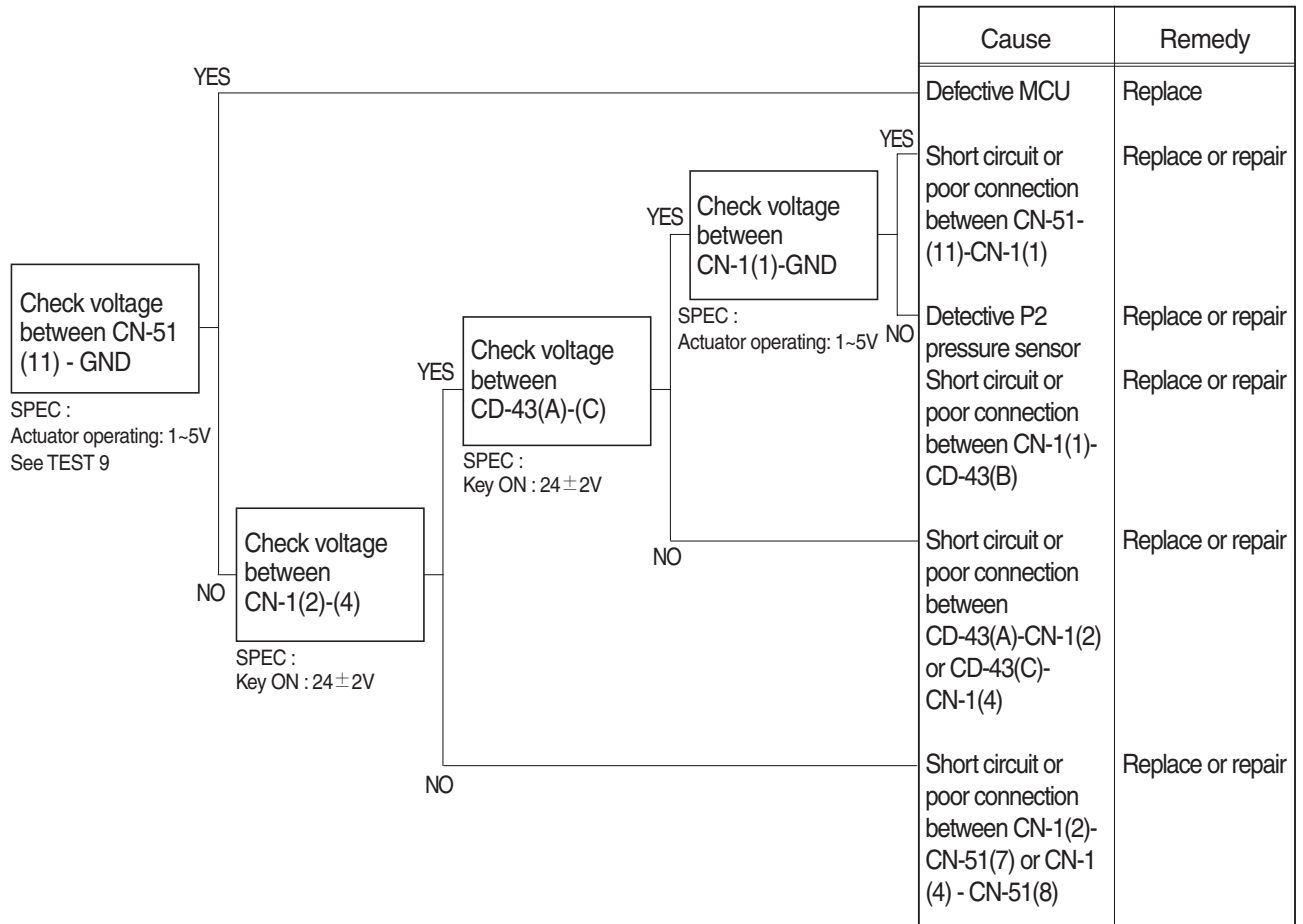 Cause
Remedy
YES
Defective MCU
Replace
YES
Short circuit or
poor connection
between CN-51-
(11)-CN-1(1)
Replace or repair
YES
Check voltage
between
CN-1(1)-GND
SPEC :
Actuator operating: 1~5V
NO
Detective P2
pressure sensor
Replace or repair
Short circuit or
poor connection
between CN-1(1)-
CD-43(B)
Replace or repair
Check voltage
between CN-51
(11) - GND
SPEC :
Actuator operating: 1~5V
See TEST 9
YES
Check voltage
between
CD-43(A)-(C)
SPEC :
Key ON : 24±2V
NO
Short circuit or
poor connection
between
CD-43(A)-CN-1(2)
or CD-43(C)-
CN-1(4)
Replace or repair
NO
Check voltage
between
CN-1(2)-(4)
SPEC :
Key ON : 24±2V
NO
Short circuit or
poor connection
between CN-1(2)-
CN-51(7) or CN-1
(4) - CN-51(8)
Replace or repair